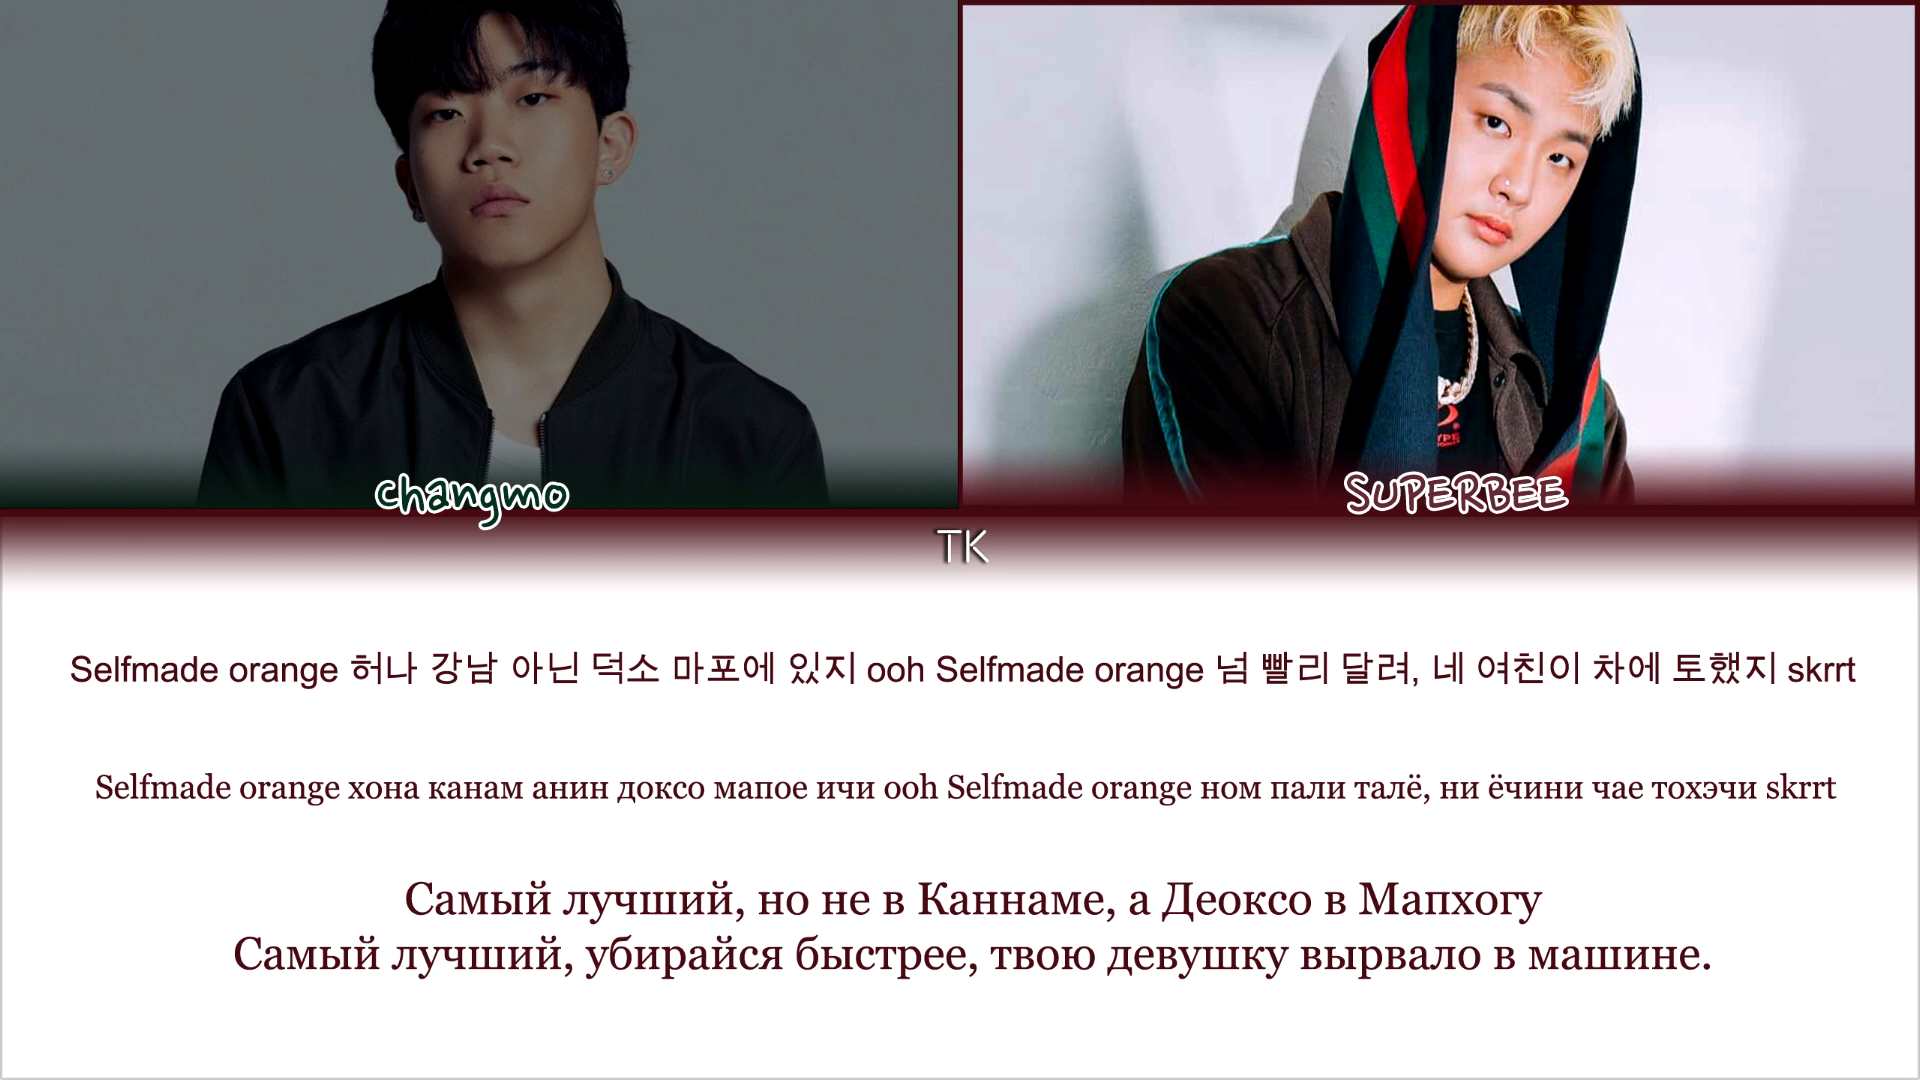 changmo
SUPERBEE
TK
Selfmade orange 허나 강남 아닌 덕소 마포에 있지 ooh Selfmade orange 넘 빨리 달려, 네 여친이 차에 토했지 skrrt
Selfmade orange хона канам анин доксо мапое ичи ooh Selfmade orange ном пали талё, ни ёчини чае тохэчи skrrt
Самый лучший, но не в Каннаме, а Деоксо в Мапхогу
Самый лучший, убирайся быстрее, твою девушку вырвало в машине.